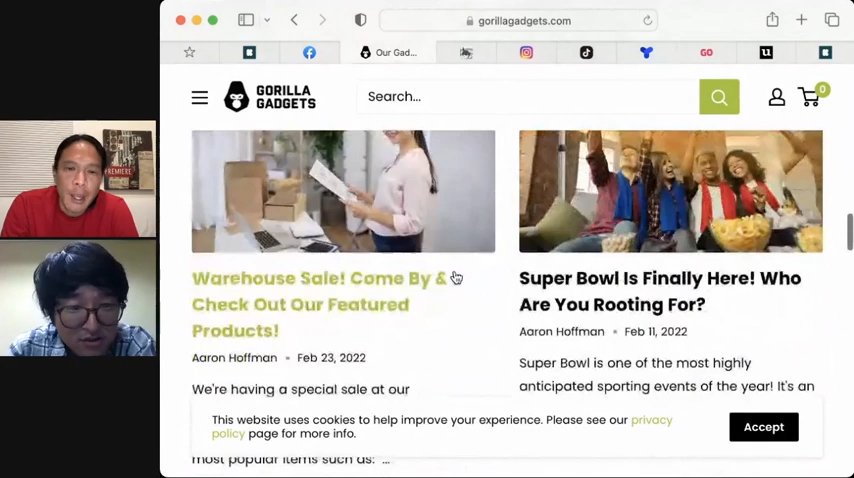 gorillagadgets.com
Our Gad...
GO
GORILLA
GADGETS
Search...
0
PREMIERE
Warehouse Sale! Come By &
Check Out Our Featured
Products!
Aaron Hoffman • Feb 23, 2022
We're having a special sale at our
most popular items such as: ...
Super Bowl Is Finally Here! Who
Are You Rooting For?
Aaron Hoffman • Feb 11, 2022
Super Bowl is one of the most highly
anticipated sporting events of the year! It's an
This website uses cookies to help improve your experience. Please see our privacy
policy page for more info.
Accept